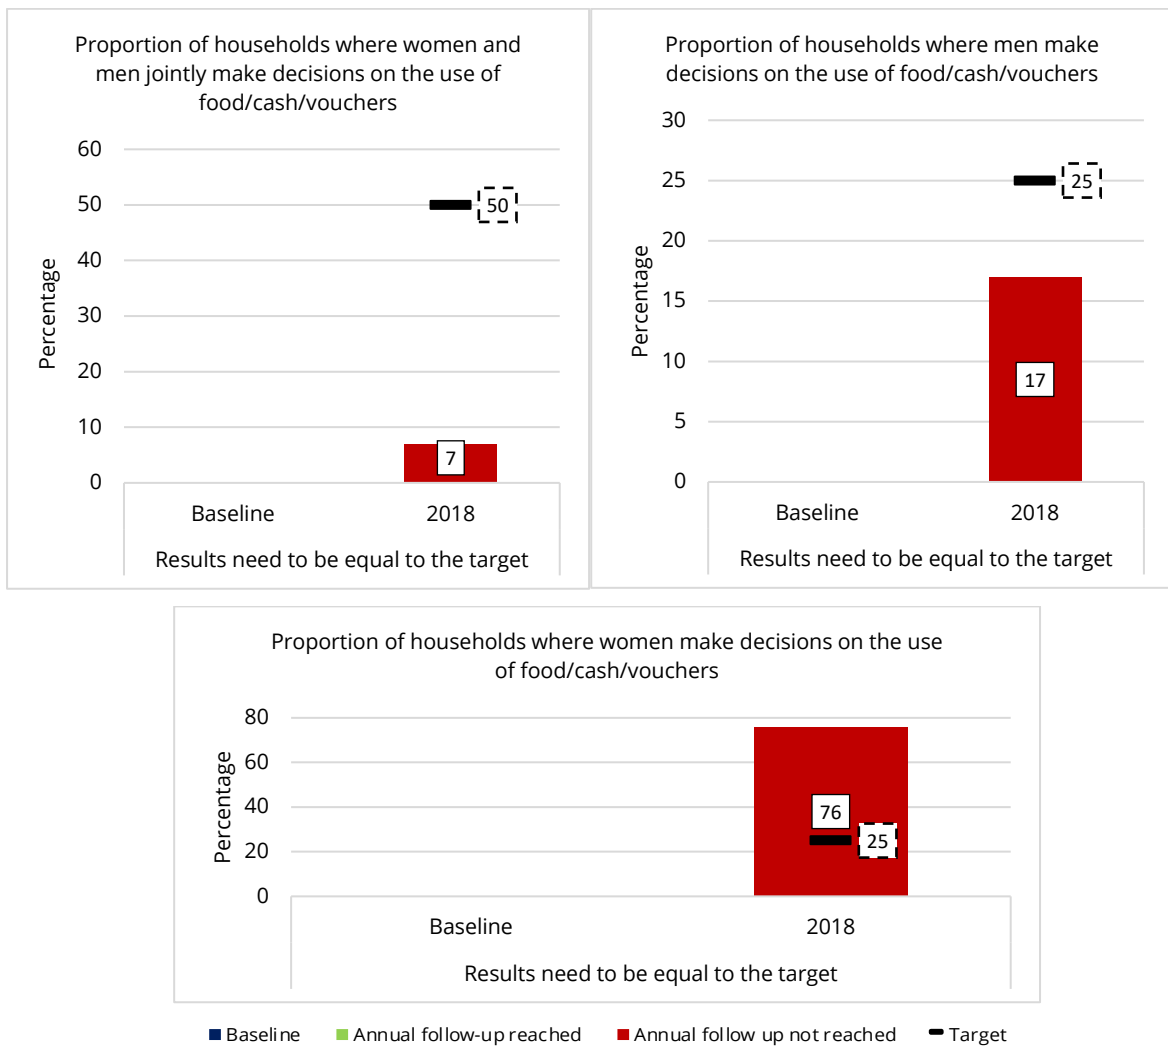 Proportion of households where women and
men jointly make decisions on the use of
food/cash/vouchers
60
50
50
40
30
20
10
7
0
Percentage
Baseline
2018
Results need to be equal to the target
Proportion of households where men make
decisions on the use of food/cash/vouchers
30
25
25
20
15
17
10
5
0
Percentage
Baseline
2018
Results need to be equal to the target
Proportion of households where women make decisions on the use
of food/cash/vouchers
80
60
40
76
25
20
0
Percentage
Baseline
2018
Results need to be equal to the target
Baseline
Annual follow-up reached
Annual follow up not reached
Target